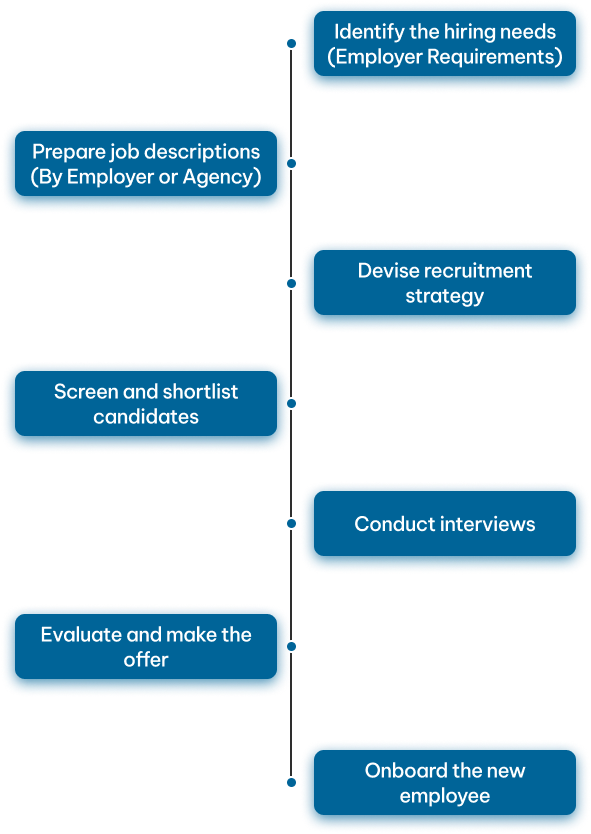 Identify the hiring needs
(Employer Requirements)
Prepare job descriptions
(By Employer or Agency)
Devise recruitment
strategy
Screen and shortlist
candidates
Conduct interviews
Evaluate and make the
offer
Onboard the new
employee